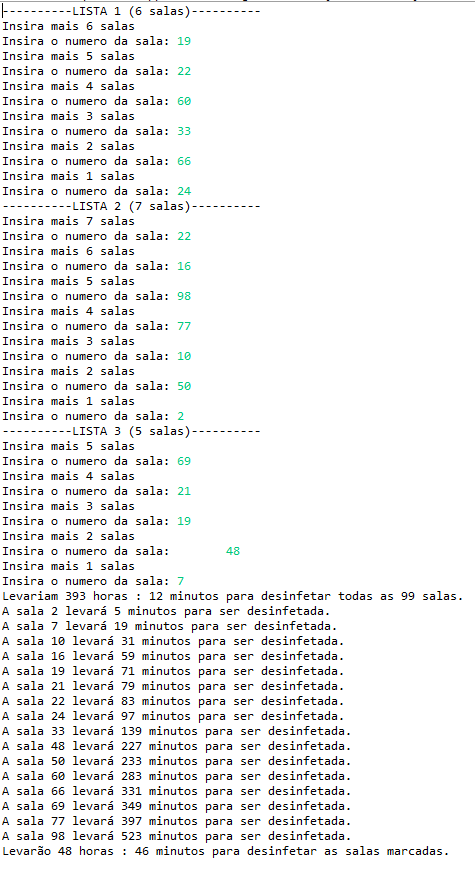 ----------LISTA 1 (6 salas)----------
Insira mais 6 salas
Insira o numero da sala: 19
Insira mais 5 salas
Insira o numero da sala: 22
Insira mais 4 salas
Insira o numero da sala: 60
Insira mais 3 salas
Insira o numero da sala: 33
Insira mais 2 salas
Insira o numero da sala: 66
Insira mais 1 salas
Insira o numero da sala: 24
----------LISTA 2 (7 salas)----------
Insira mais 7 salas
Insira o numero da sala: 22
Insira mais 6 salas
Insira o numero da sala: 16
Insira mais 5 salas
Insira o numero da sala: 98
Insira mais 4 salas
Insira o numero da sala: 77
Insira mais 3 salas
Insira o numero da sala: 10
Insira mais 2 salas
Insira o numero da sala: 50
Insira mais 1 salas
Insira o numero da sala: 2
----------LISTA 3 (5 salas)----------
Insira mais 5 salas
Insira o numero da sala: 69
Insira mais 4 salas
Insira o numero da sala: 21
Insira mais 3 salas
Insira o numero da sala: 19
Insira mais 2 salas
Insira o numero da sala:        48
Insira mais 1 salas
Insira o numero da sala: 7
Levariam 393 horas : 12 minutos para desinfetar todas as 99 salas.
A sala 2 levará 5 minutos para ser desinfetada.
A sala 7 levará 19 minutos para ser desinfetada.
A sala 10 levará 31 minutos para ser desinfetada.
A sala 16 levará 59 minutos para ser desinfetada.
A sala 19 levará 71 minutos para ser desinfetada.
A sala 21 levará 79 minutos para ser desinfetada.
A sala 22 levará 83 minutos para ser desinfetada.
A sala 24 levará 97 minutos para ser desinfetada.
A sala 33 levará 139 minutos para ser desinfetada.
A sala 48 levará 227 minutos para ser desinfetada.
A sala 50 levará 233 minutos para ser desinfetada.
A sala 60 levará 283 minutos para ser desinfetada.
A sala 66 levará 331 minutos para ser desinfetada.
A sala 69 levará 349 minutos para ser desinfetada.
A sala 77 levará 397 minutos para ser desinfetada.
A sala 98 levará 523 minutos para ser desinfetada.
Levarão 48 horas : 46 minutos para desinfetar as salas marcadas.